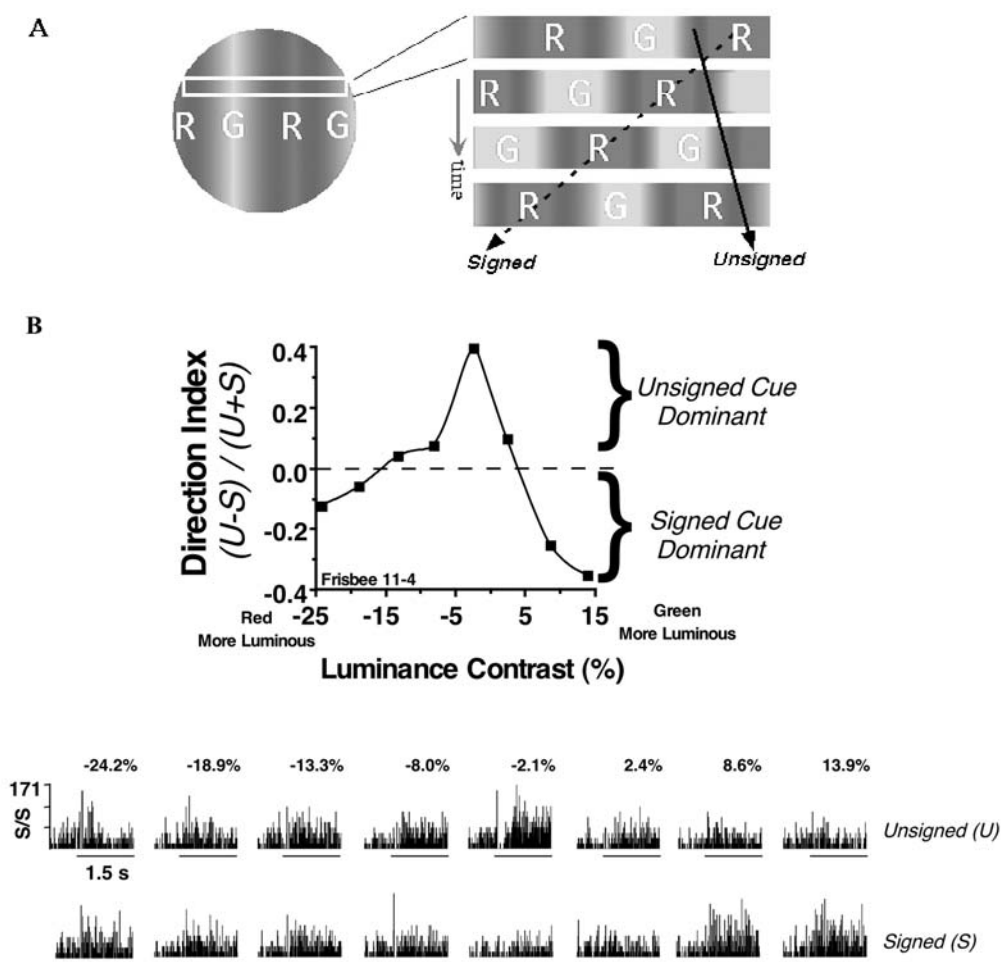 A
R G R G
R G R
R G R
G R G
R G R
time
Signed
Unsigned
B
Direction Index
(U-S) / (U+S)
0.4
0.2
0.0
-0.2
-0.4
Unsigned Cue
Dominant
Signed Cue
Dominant
Frisbee 11-4
-25 -15 -5 5 15
Red
More Luminous
Green
More Luminous
Luminance Contrast (%)
-24.2% -18.9% -13.3% -8.0% -2.1% 2.4% 8.6% 13.9%
171
S/S
Unsigned (U)
1.5 s
Signed (S)